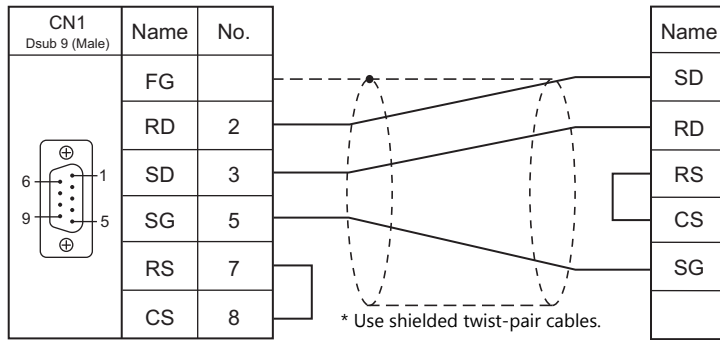 CN1
Dsub 9 (Male)
Name No.
FG
RD 2
SD 3
SG 5
RS 7
CS 8
6
1
9
5
* Use shielded twist-pair cables.
Name
SD
RD
RS
CS
SG